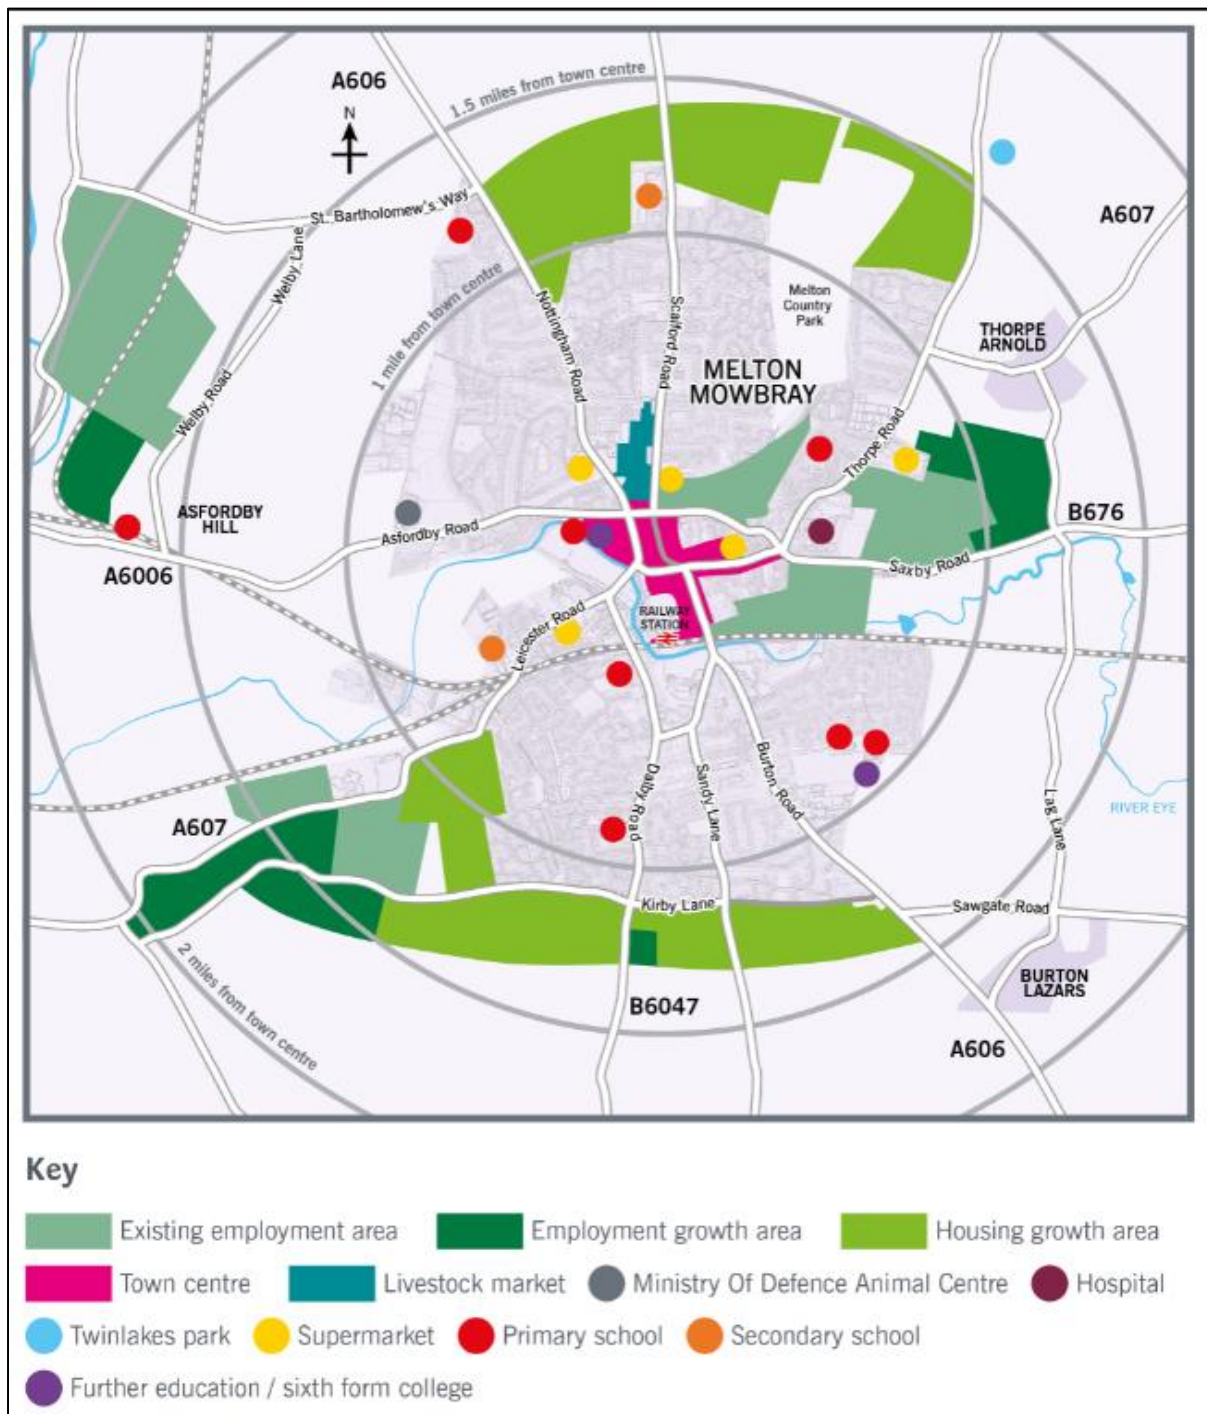 A606
1.5 miles from town centre
N
St. Bartholomew's Way
A607
Welby Lane
1 mile from town centre
Nottingham Road
Scalford Road
Melton
Country
Park
THORPE
ARNOLD
MELTON
MOWBRAY
Welby Road
Thorpe Road
ASFORDBY
HILL
Asfordby Road
B676
A6006
Saxby Road
RAILWAY
STATION
Leicester Road
Dalby Road
Sandy Lane
Burton Road
Lag Lane
RIVER EYE
A607
Kirby Lane
Sawgate Road
2 miles from town centre
BURTON
LAZARS
B6047
A606
Key
Existing employment area
Employment growth area
Housing growth area
Town centre
Livestock market
Ministry Of Defence Animal Centre
Hospital
Twinlakes park
Supermarket
Primary school
Secondary school
Further education / sixth form college